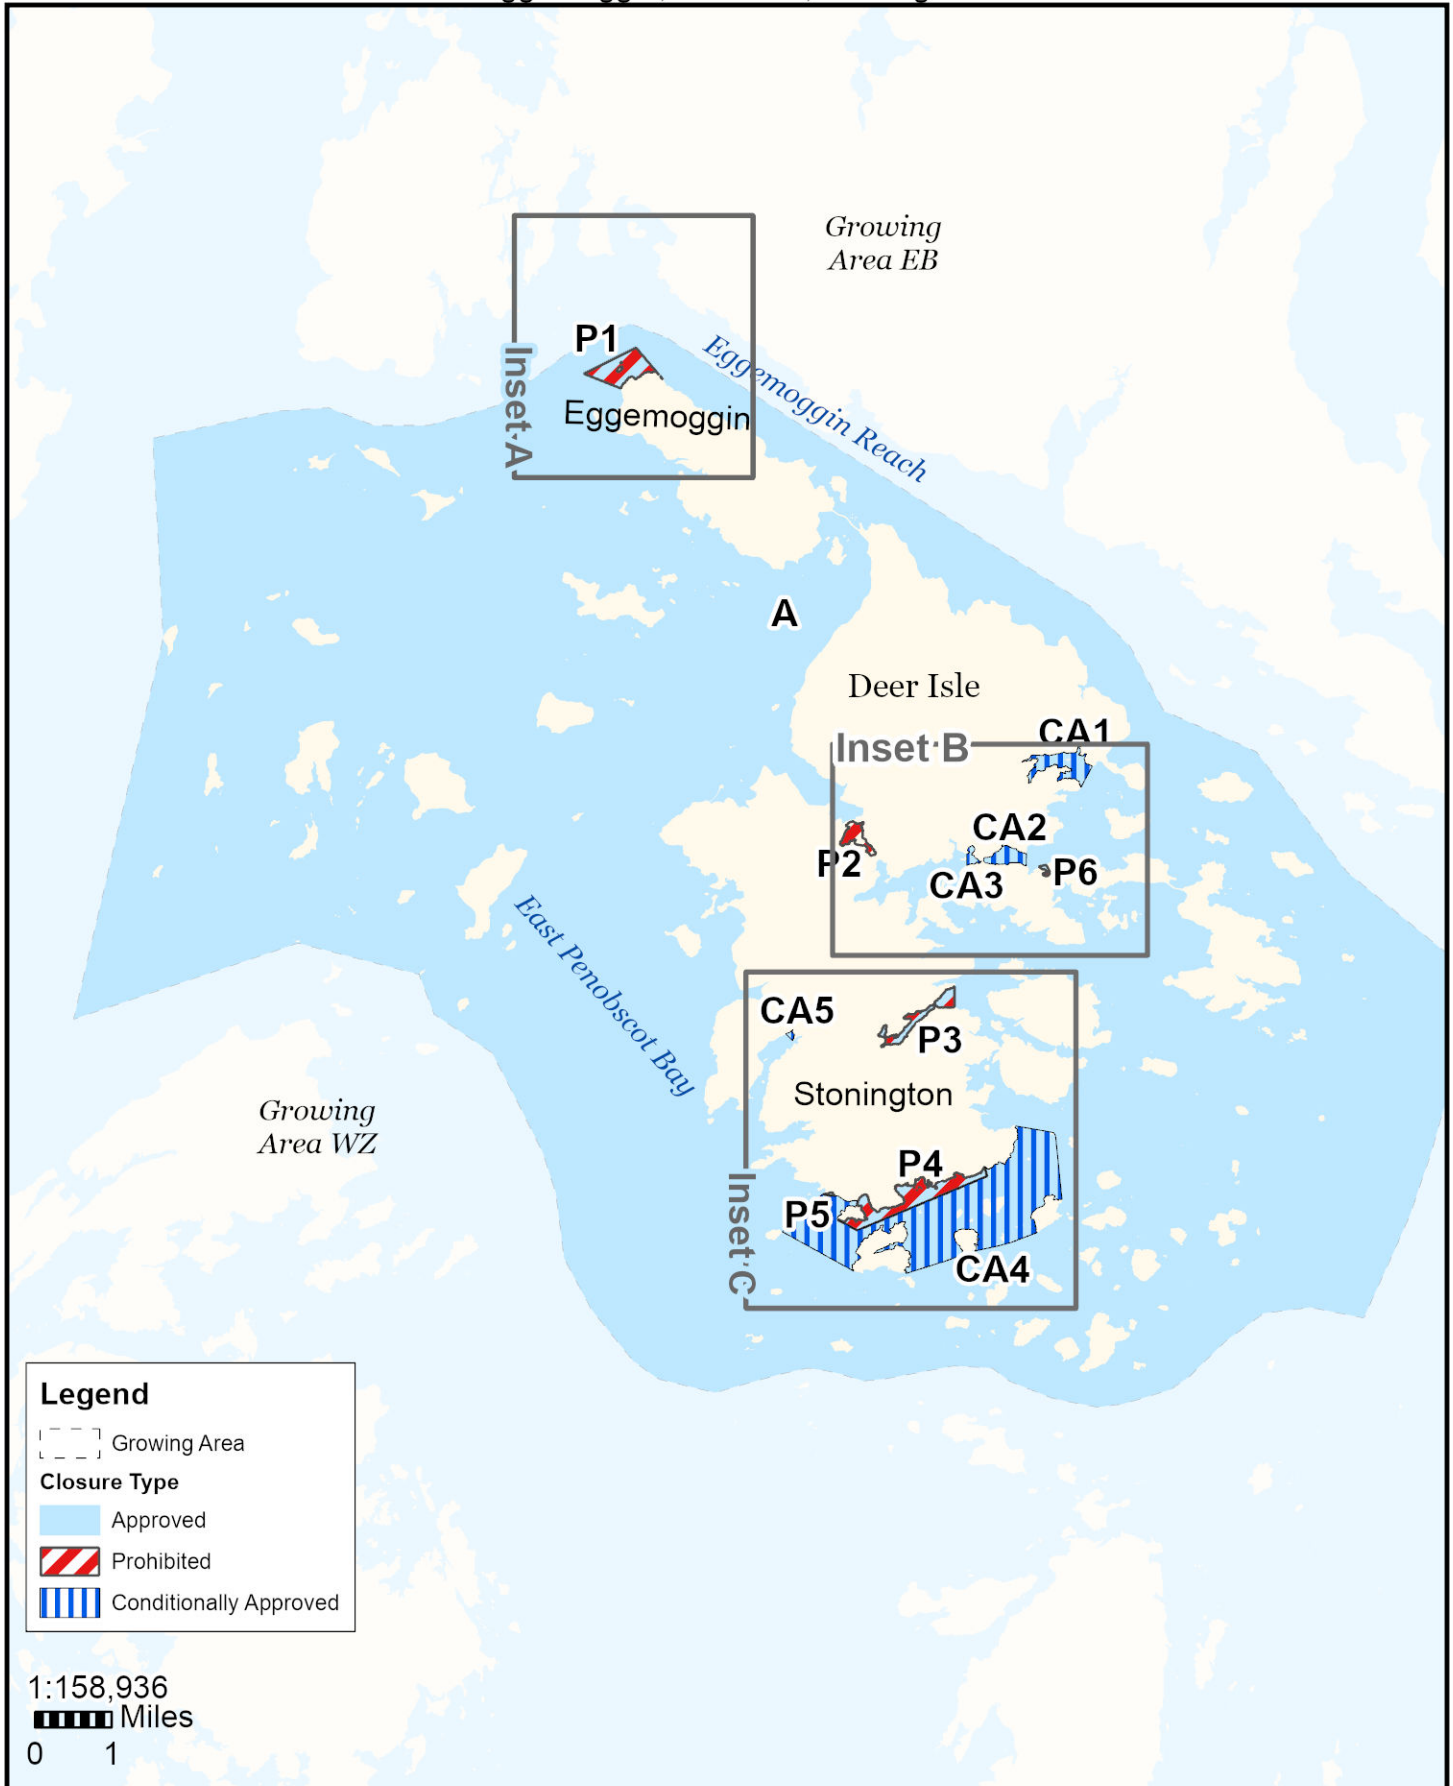 Growing
Area EB
P1
Inset A
Eggemoggin
Eggemoggin Reach
A
Deer Isle
CA1
Inset B
CA2
P2
CA3
P6
East Penobscot Bay
CA5
P3
Stonington
Growing
Area WZ
P4
Inset C
P5
CA4
Legend
Growing Area
Closure Type
Approved
Prohibited
Conditionally Approved
1:158,936
Miles
0 1